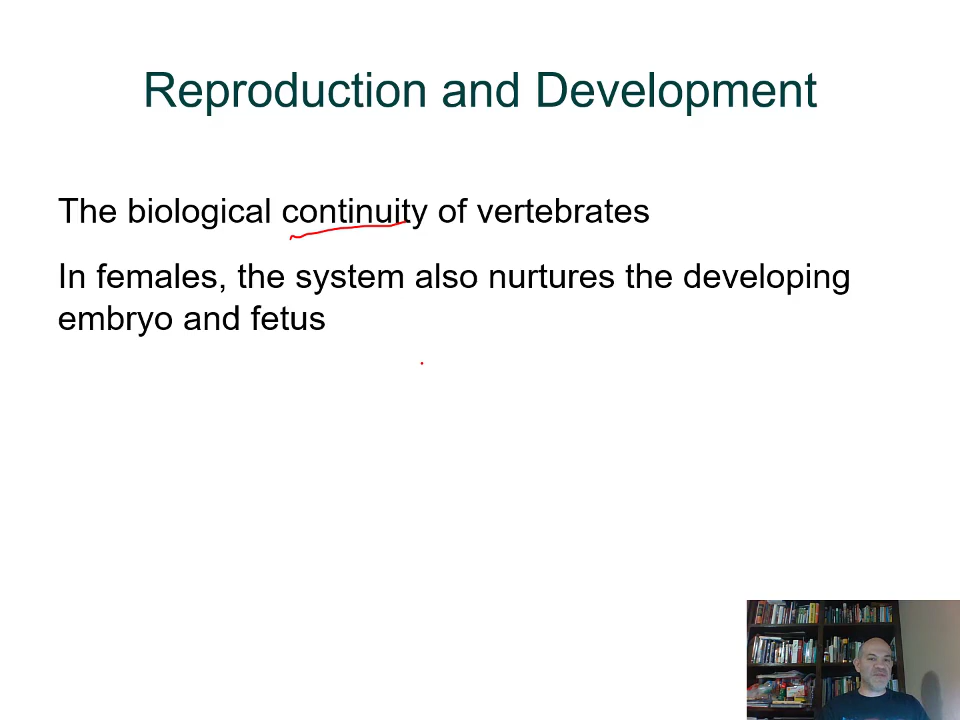 Reproduction and Development
The biological continuity of vertebrates
In females, the system also nurtures the developing
embryo and fetus